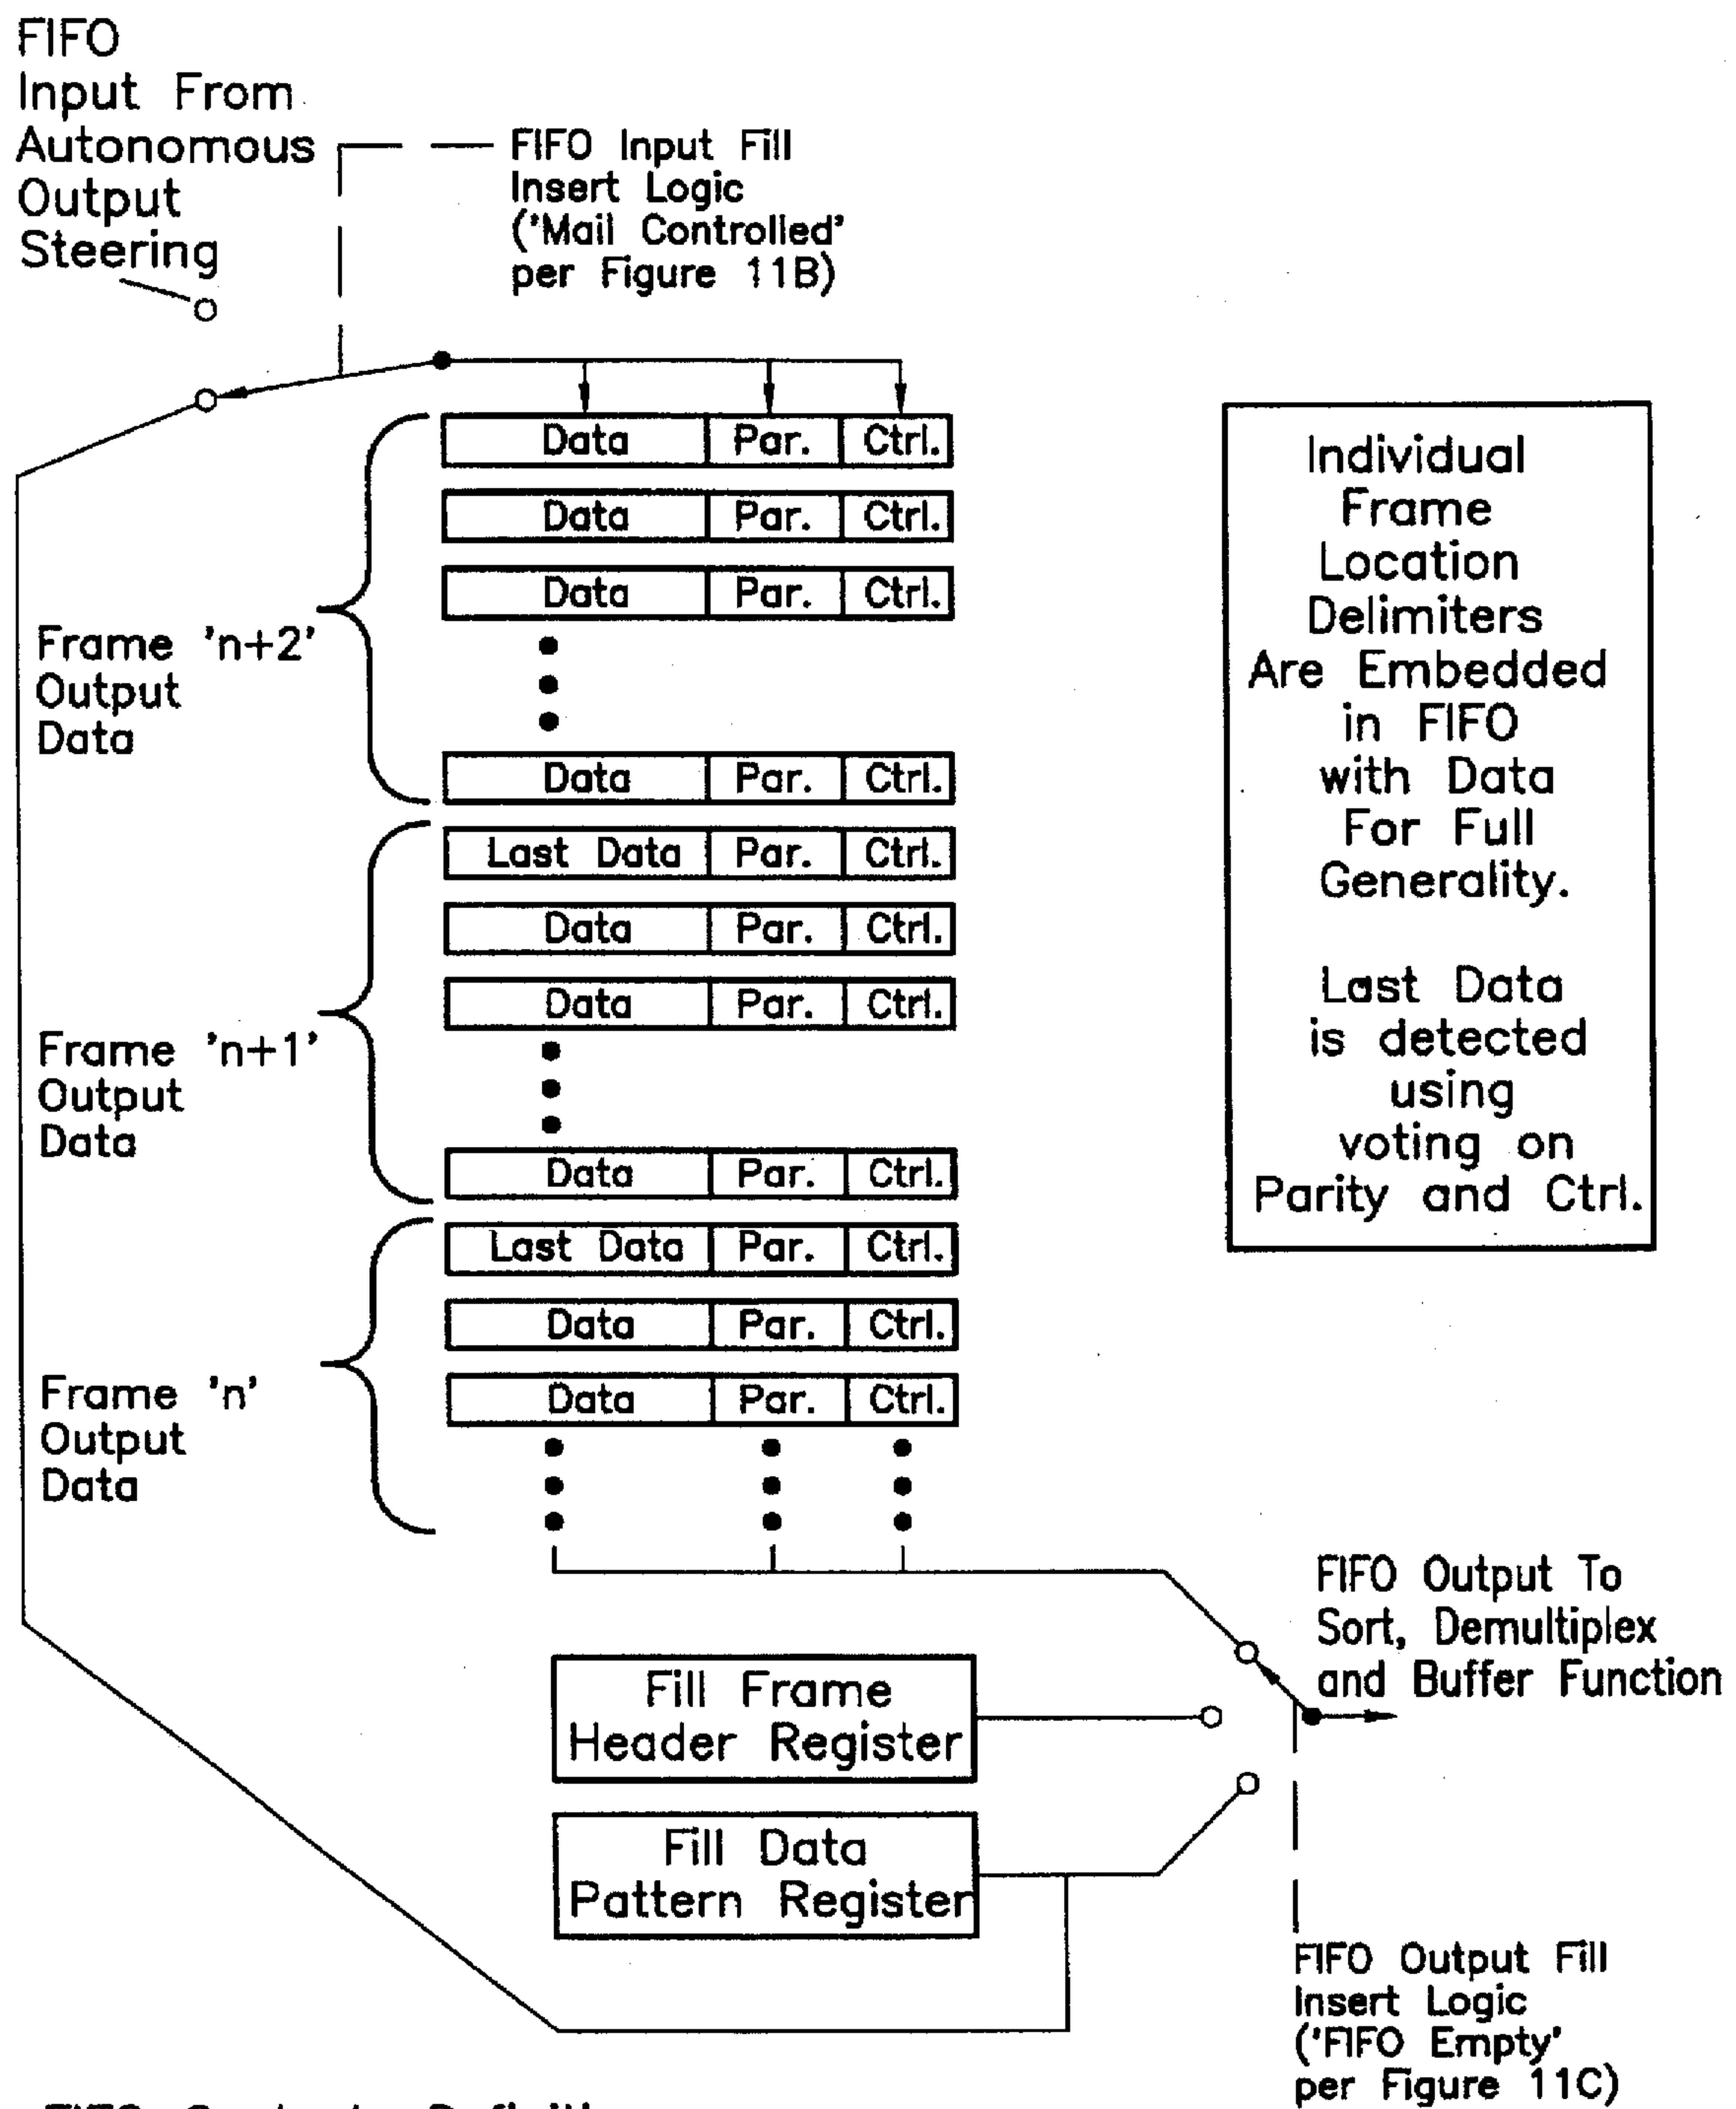 FIFO
Input From
Autonomous
Output
Steering
FIFO Input Fill
Insert Logic
('Mail Controlled'
per Figure 11B)
Data Par. Ctrl.
Data Par. Ctrl.
Data Par. Ctrl.
Frame 'n+2'
Output
Data
Data Par. Ctrl.
Last Data Par. Ctrl.
Data Par. Ctrl.
Data Par. Ctrl.
Frame 'n+1'
Output
Data
Data Par. Ctrl.
Last Data Par. Ctrl.
Data Par. Ctrl.
Data Par. Ctrl.
Frame 'n'
Output
Data
Individual
Frame
Location
Delimiters
Are Embedded
in FIFO
with Data
For Full
Generality.
Last Data
is detected
using
voting on
Parity and Ctrl.
FIFO Output To
Sort, Demultiplex
and Buffer Function
Fill Frame
Header Register
Fill Data
Pattern Register
FIFO Output Fill
Insert Logic
('FIFO Empty'
per Figure 11C)
FIFO